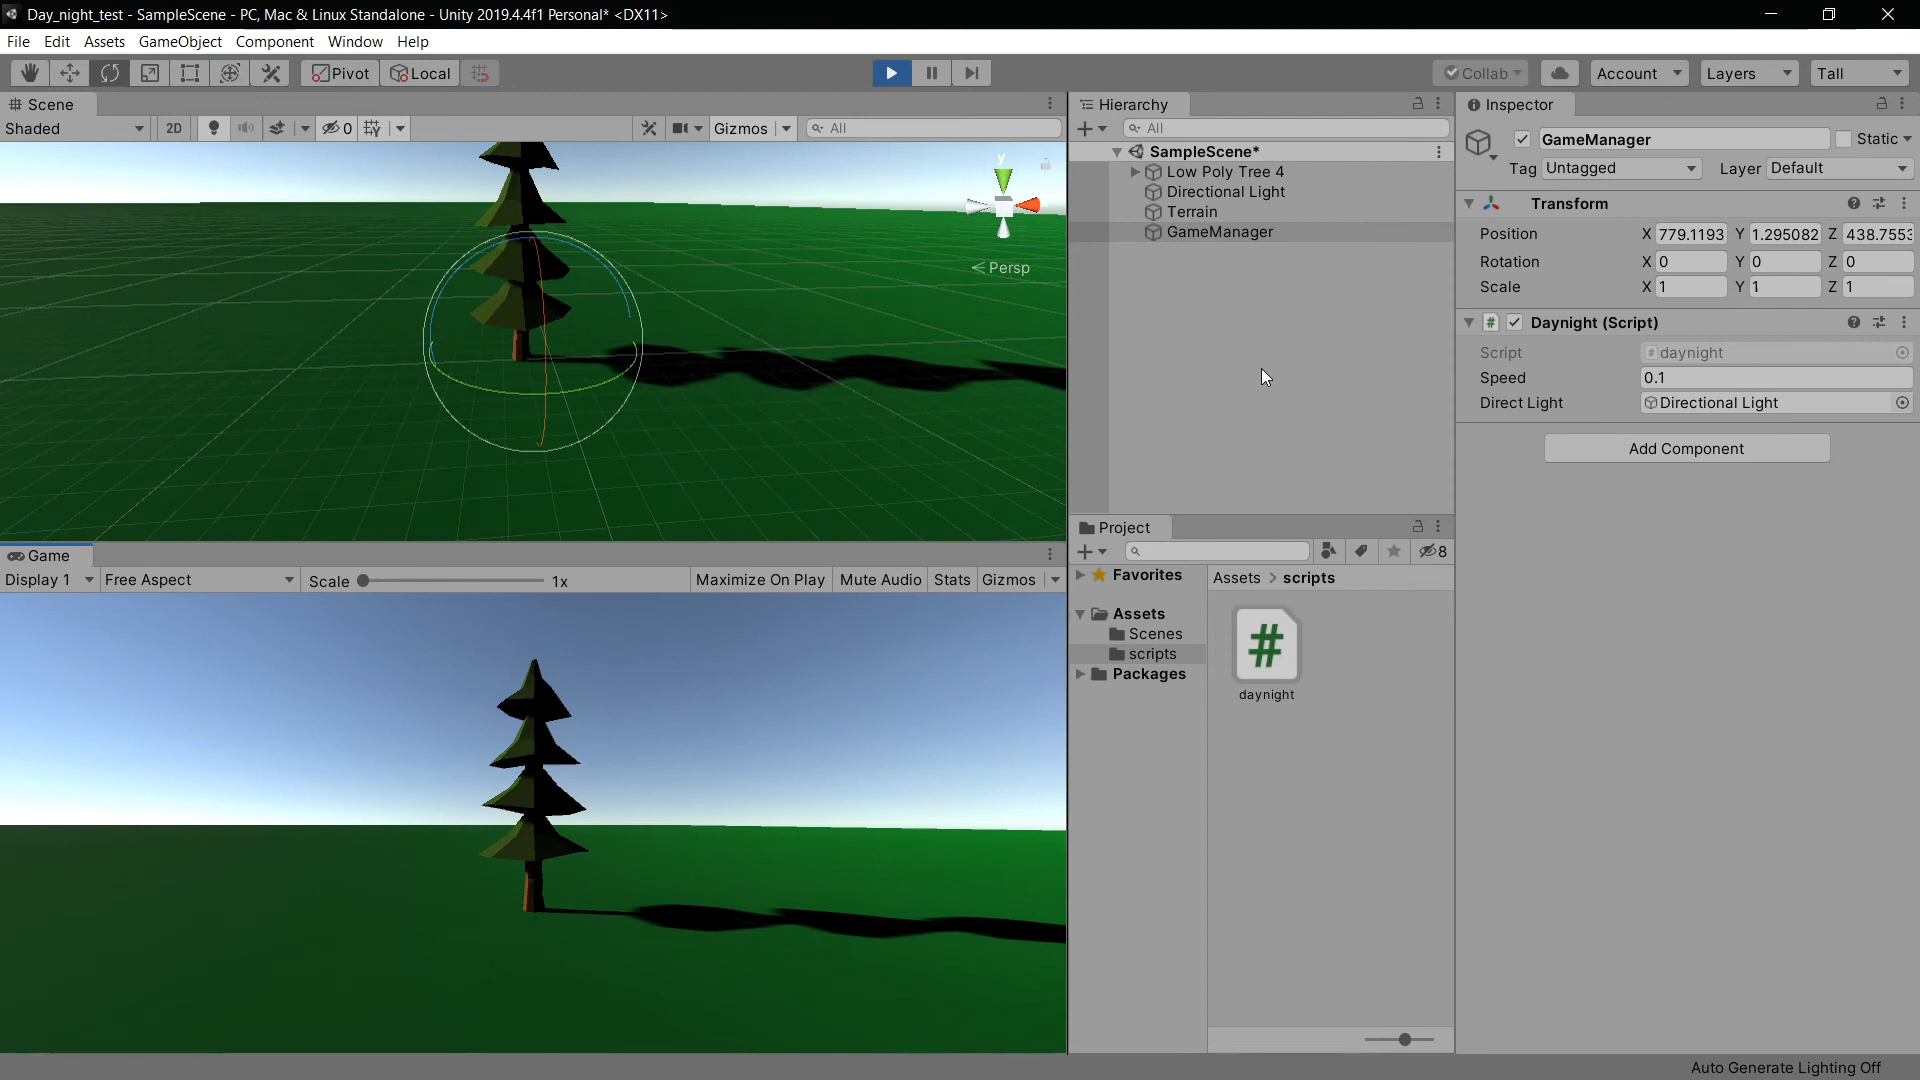 Day_night_test - SampleScene - PC, Mac & Linux Standalone - Unity 2019.4.4f1 Personal* <DX11>
File Edit Assets GameObject Component Window Help
Pivot Local Collab Account Layers Tall
Scene
Shaded 2D 0 Gizmos All
y
Persp
Game
Display 1 Free Aspect Scale 1x Maximize On Play Mute Audio Stats Gizmos
Hierarchy
All
SampleScene*
Low Poly Tree 4
Directional Light
Terrain
GameManager
Project
8
Favorites
Assets
Scenes
scripts
Packages
Assets > scripts
#
daynight
Inspector
GameManager Static
Tag Untagged Layer Default
Transform
Position X 779.1193 Y 1.295082 Z 438.7553
Rotation X 0 Y 0 Z 0
Scale X 1 Y 1 Z 1
# Daynight (Script)
Script # daynight
Speed 0.1
Direct Light Directional Light
Add Component
Auto Generate Lighting Off